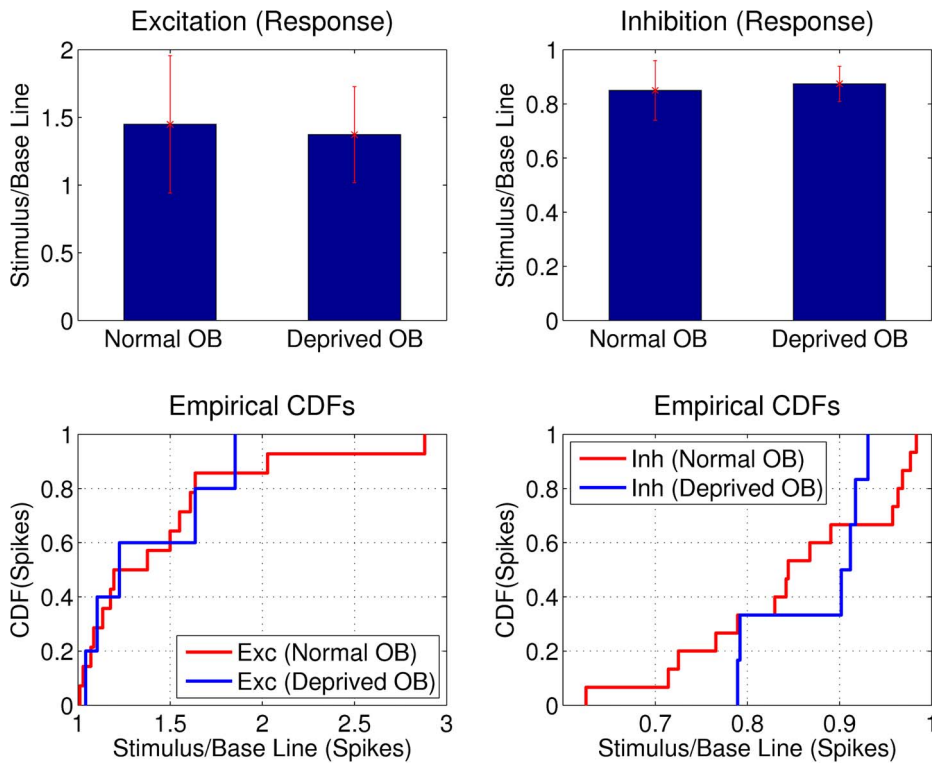 Excitation (Response)
Stimulus/Base Line
2
1.5
1
0.5
0
Normal OB
Deprived OB
Inhibition (Response)
Stimulus/Base Line
1
0.8
0.6
0.4
0.2
0
Normal OB
Deprived OB
Empirical CDFs
CDF(Spikes)
1
0.8
0.6
0.4
0.2
0
Exc (Normal OB)
Exc (Deprived OB)
1
1.5
2
2.5
3
Stimulus/Base Line (Spikes)
Empirical CDFs
CDF(Spikes)
1
0.8
0.6
0.4
0.2
0
Inh (Normal OB)
Inh (Deprived OB)
0.7
0.8
0.9
1
Stimulus/Base Line (Spikes)